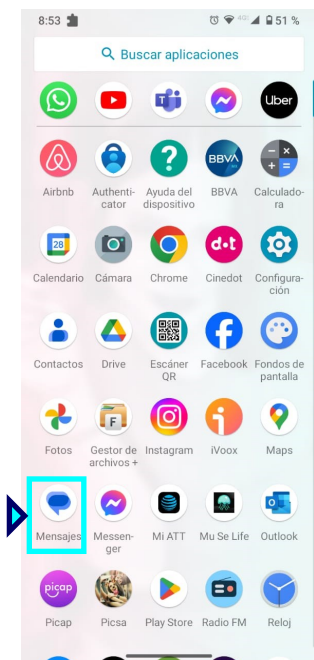 8:53 4G 51 %
Buscar aplicaciones
Uber
BBVA
Airbnb Authenti-cator Ayuda del dispositivo BBVA Calculado-ra
28 d•t
Calendario Cámara Chrome Cinedot Configura-ción
Contactos Drive Escáner QR Facebook Fondos de pantalla
F
Fotos Gestor de archivos + Instagram iVoox Maps
Mensajes Messen-ger Mi ATT Mu Se Life Outlook
picap
Picap Picsa Play Store Radio FM Reloj